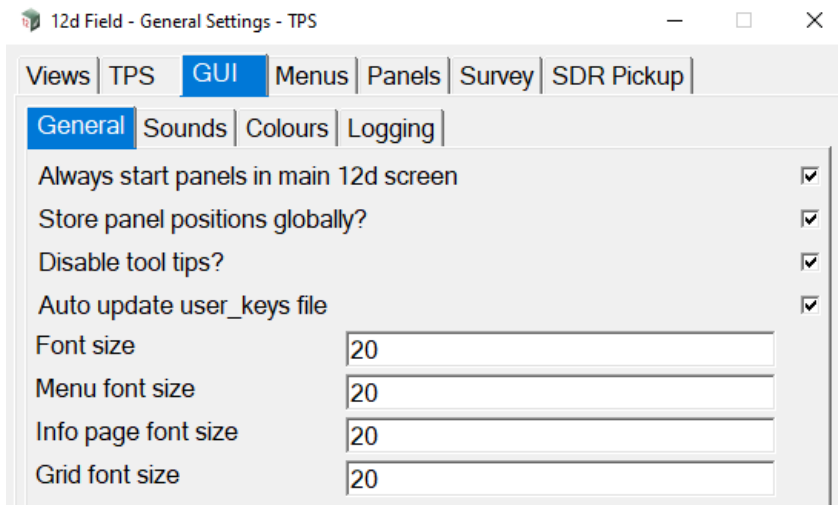 12d Field - General Settings - TPS
Views TPS GUI Menus Panels Survey SDR Pickup
General Sounds Colours Logging
Always start panels in main 12d screen
Store panel positions globally?
Disable tool tips?
Auto update user_keys file
Font size 20
Menu font size 20
Info page font size 20
Grid font size 20